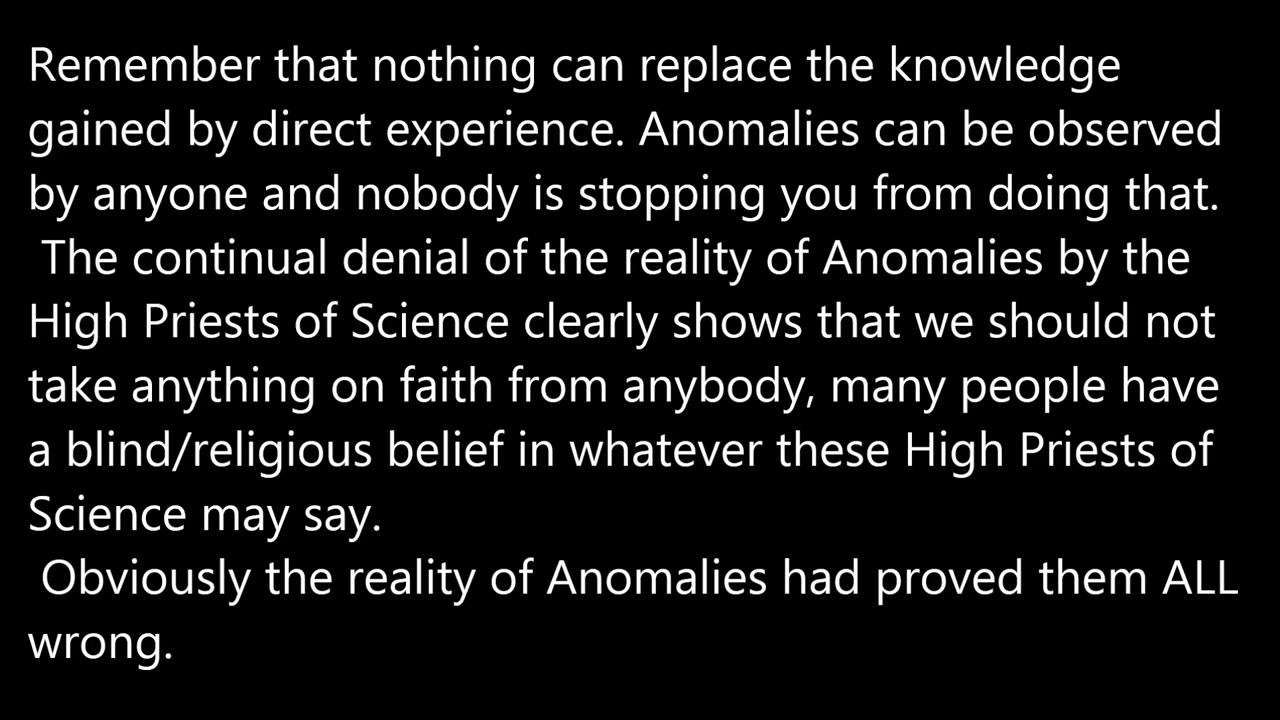 Remember that nothing can replace the knowledge
gained by direct experience. Anomalies can be observed
by anyone and nobody is stopping you from doing that.
The continual denial of the reality of Anomalies by the
High Priests of Science clearly shows that we should not
take anything on faith from anybody, many people have
a blind/religious belief in whatever these High Priests of
Science may say.
Obviously the reality of Anomalies had proved them ALL
wrong.